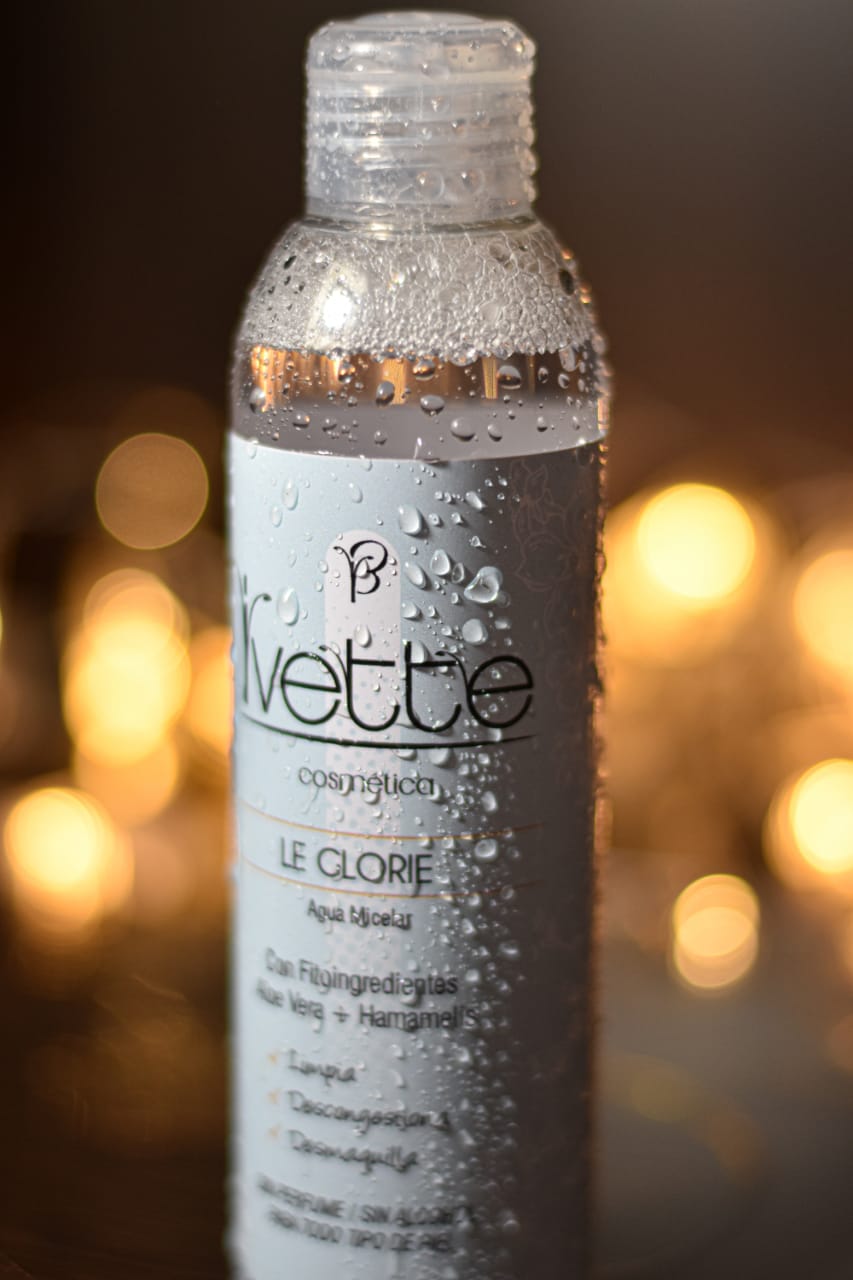 Yvette
cosmética
LE GLORIE
Agua Micelar
Con Fitoingredientes
Aloe Vera + Hamamelis
Limpia
Descongestiona
Desmaquilla
SIN PERFUME / SIN ALCOHOL
PARA TODO TIPO DE PIEL